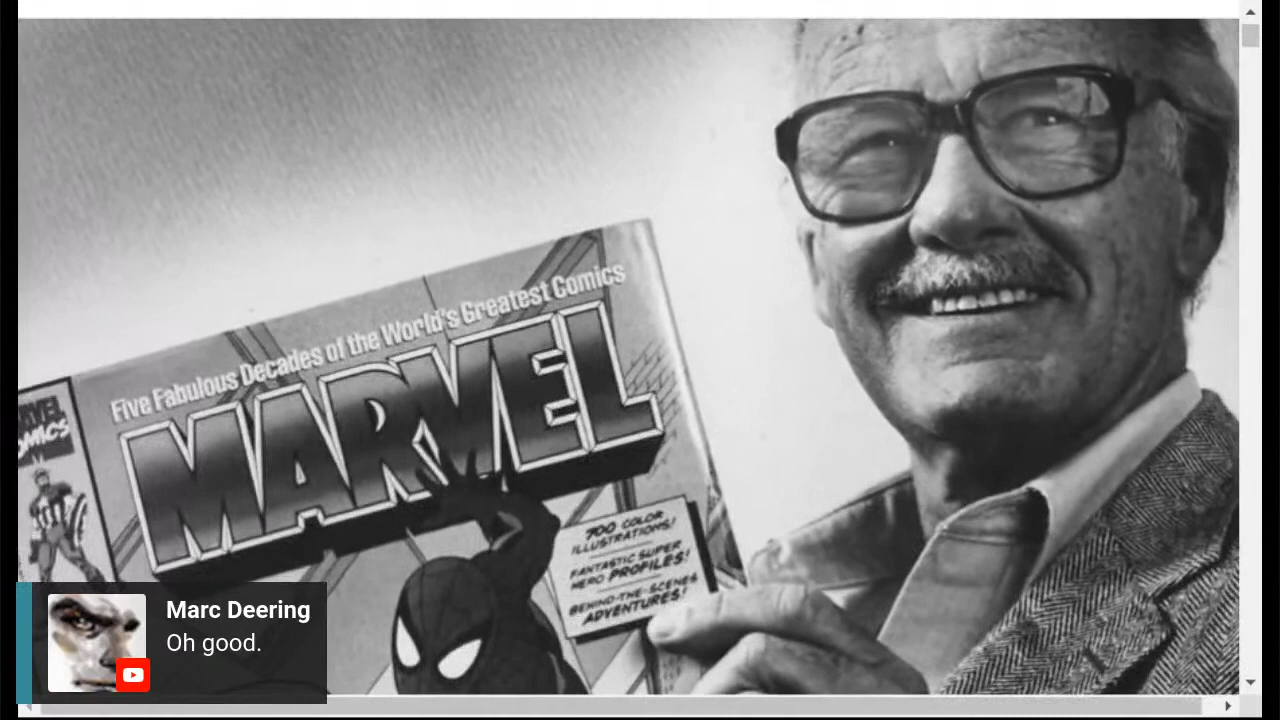 Five Fabulous Decades of the World's Greatest Comics
MARVEL
COMICS
MARVEL
700 COLOR
ILLUSTRATIONS!
FANTASTIC SUPER
HERO PROFILES!
BEHIND-THE-SCENES
ADVENTURES!
Marc Deering
Oh good.